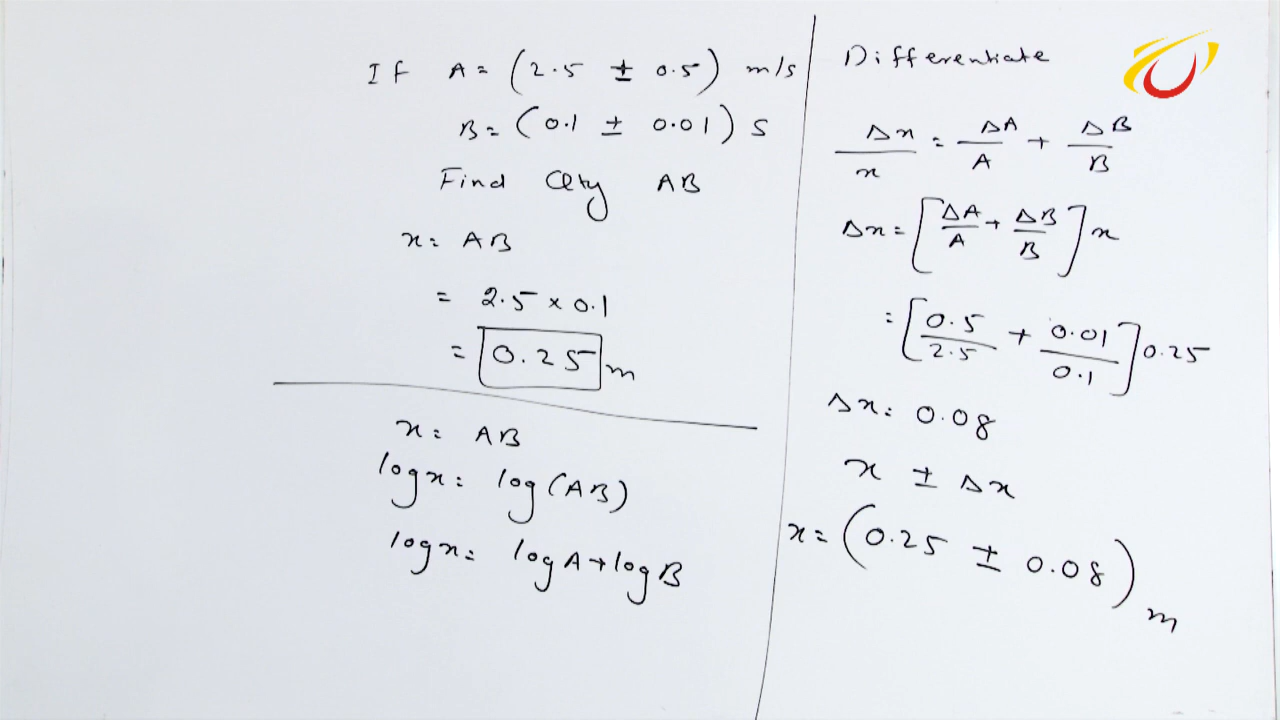 If A = (2.5 ± 0.5) m/s
B = (0.1 ± 0.01) s
Find Qty AB
x = AB
= 2.5 × 0.1
= 0.25 m
x = AB
log x = log (AB)
log x = log A + log B
Differentiate
Δx/x = ΔA/A + ΔB/B
Δx = [ΔA/A + ΔB/B] x
= [0.5/2.5 + 0.01/0.1] 0.25
Δx = 0.08
x ± Δx
x = (0.25 ± 0.08) m